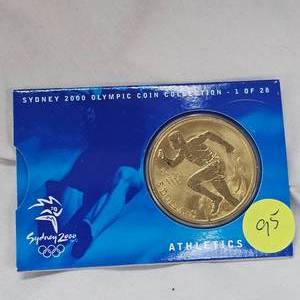 SYDNEY 2000 OLYMPIC COIN COLLECTION - 1 OF 28
Sydney 2000
ATHLETICS
95